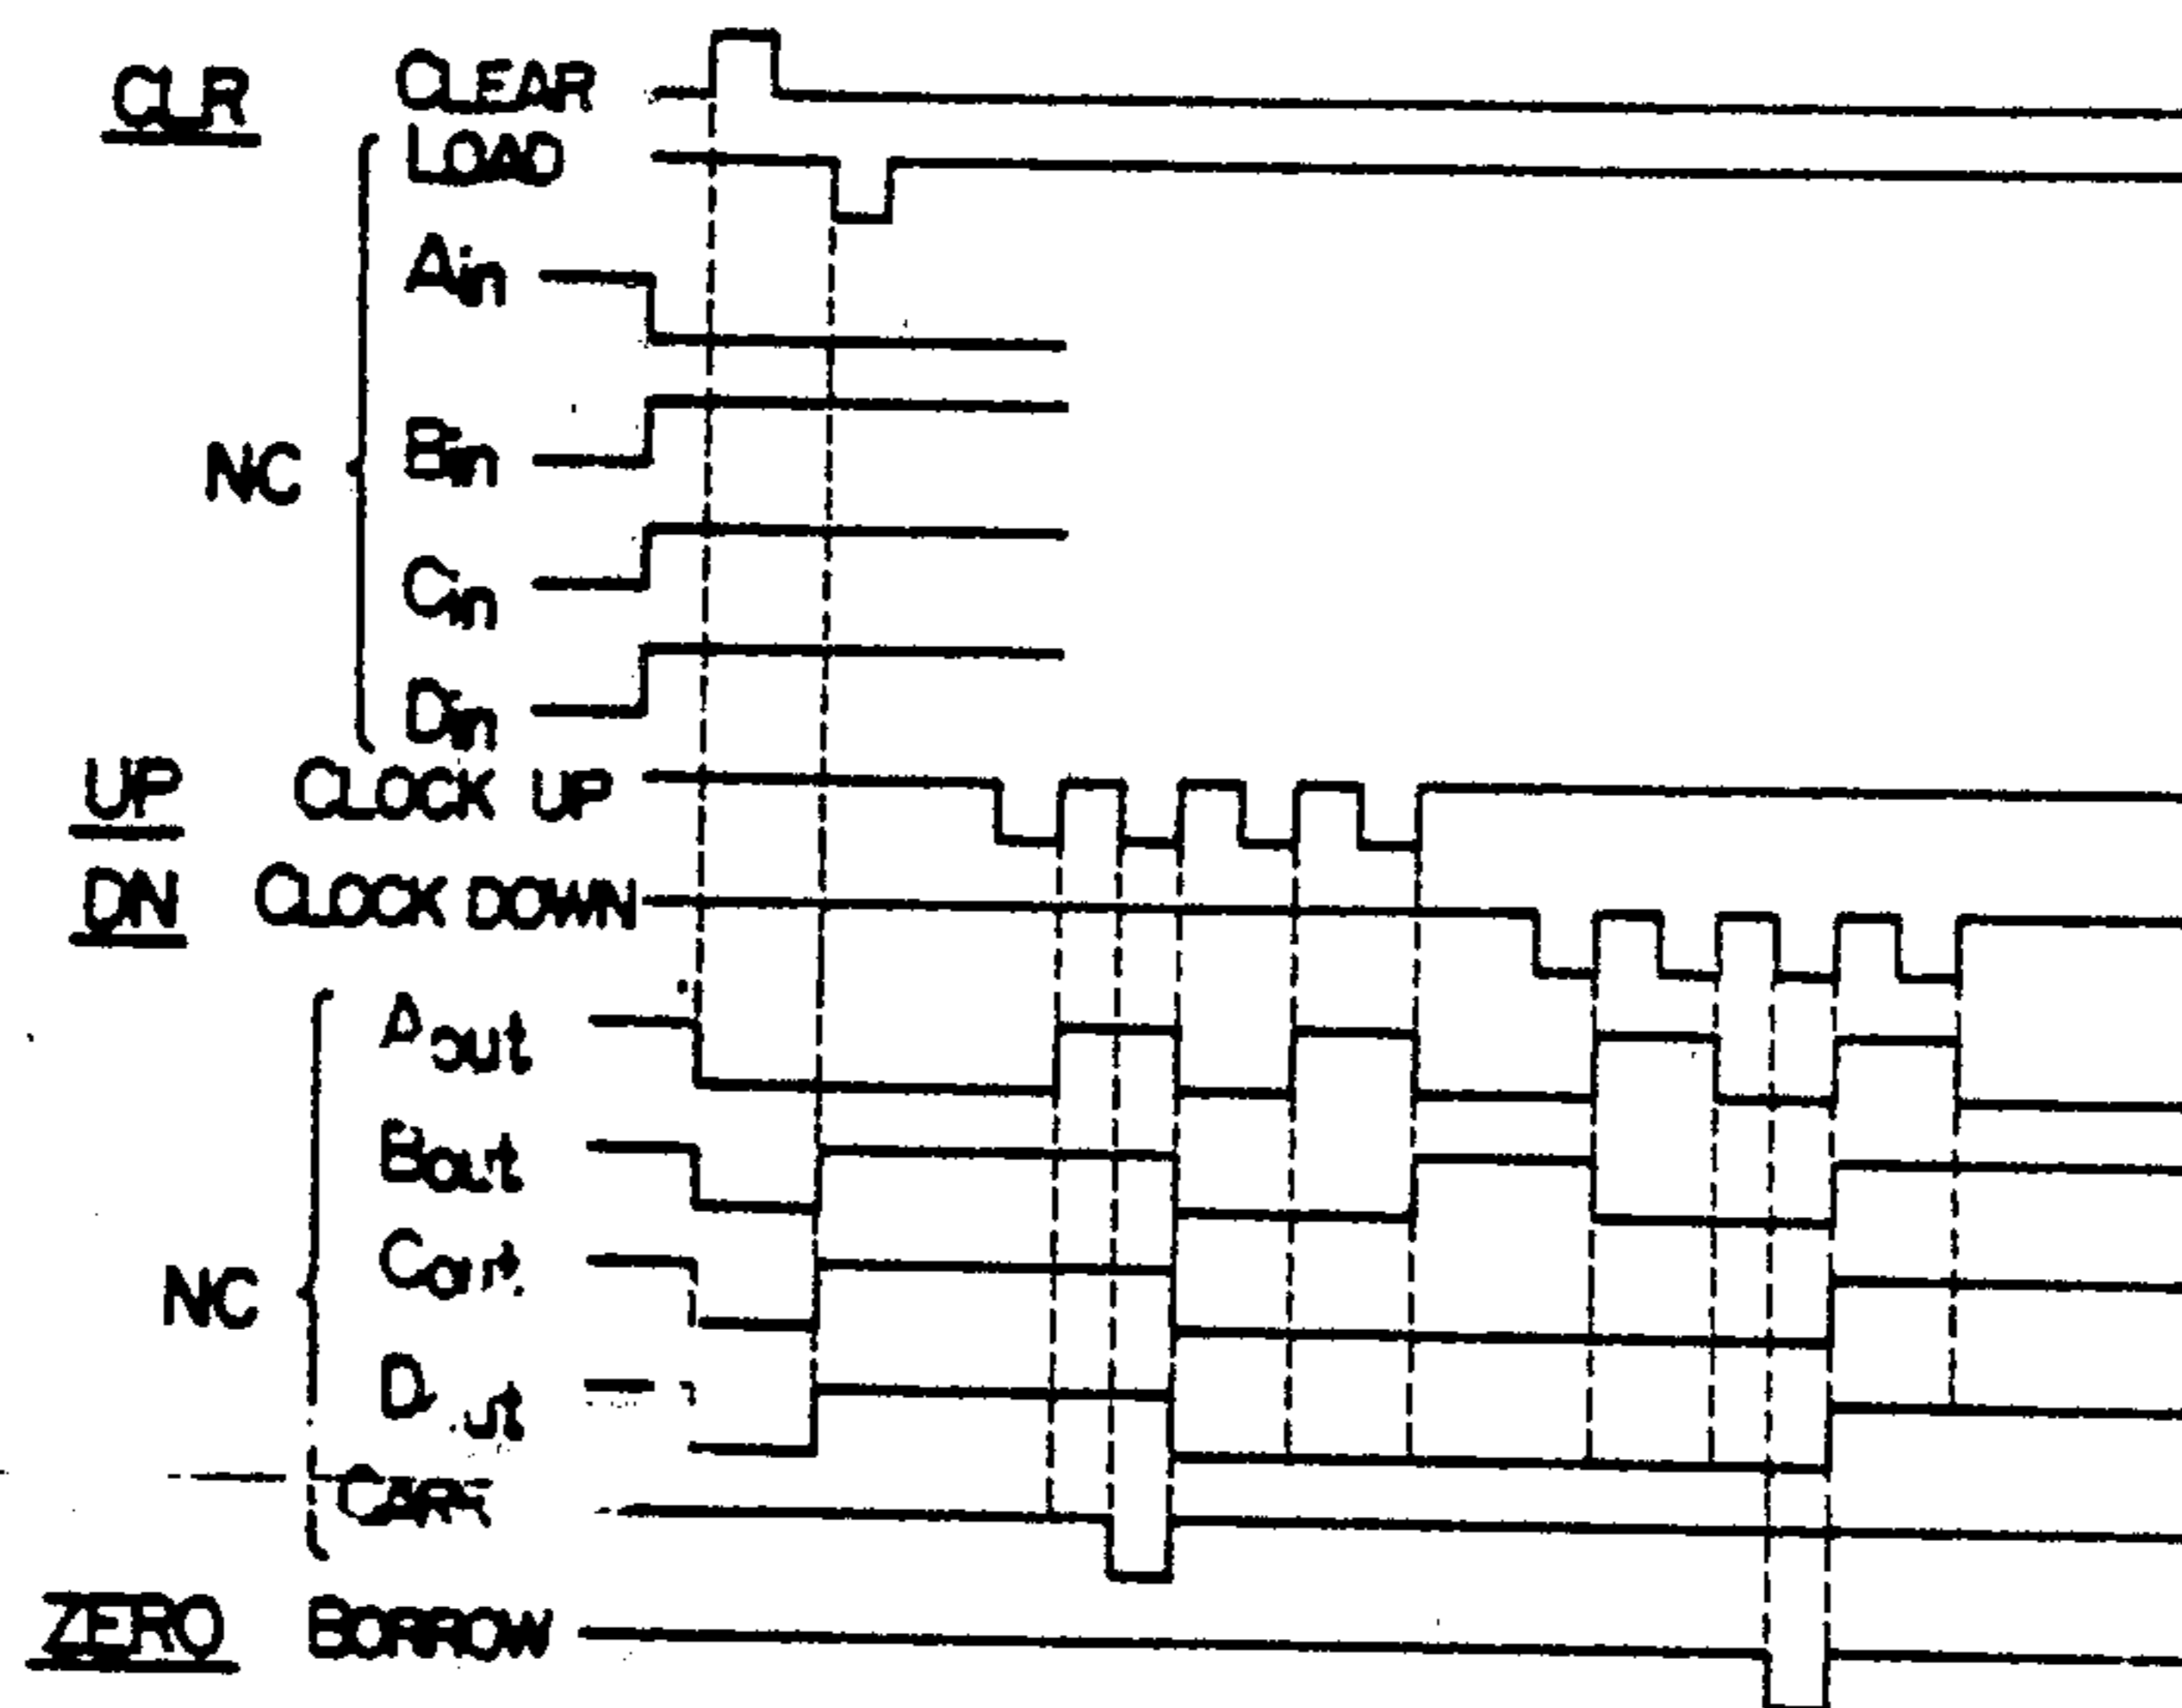 CLR CLEAR
LOAD
Ain
Bin
NC
Cin
Din
UP CLOCK UP
DN CLOCK DOWN
Aout
Bout
NC
ZERO BORROW